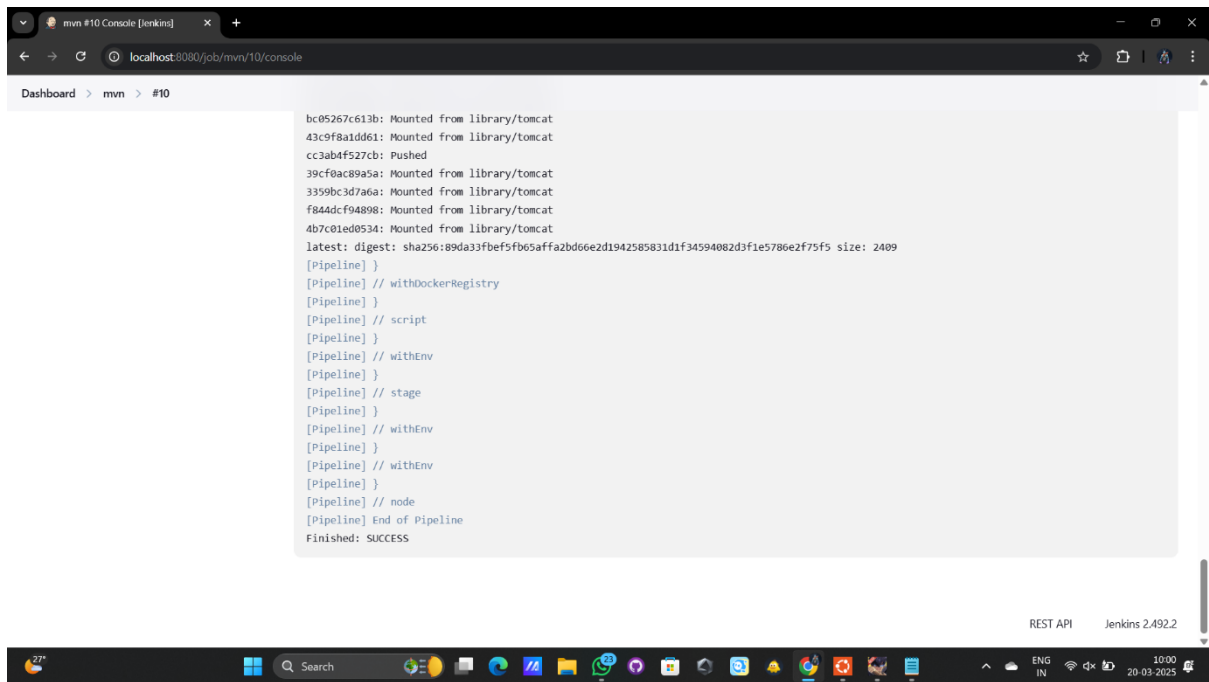 mvn #10 Console [Jenkins]
localhost:8080/job/mvn/10/console
Dashboard > mvn > #10
bc05267c613b: Mounted from library/tomcat
43c9f8a1dd61: Mounted from library/tomcat
cc3ab4f527cb: Pushed
39cf0ac89a5a: Mounted from library/tomcat
3359bc3d7a6a: Mounted from library/tomcat
f844dcf94898: Mounted from library/tomcat
4b7c01ed0534: Mounted from library/tomcat
latest: digest: sha256:89da33fbef5fb65affa2bd66e2d1942585831d1f34594082d3f1e5786e2f75f5 size: 2409
[Pipeline] }
[Pipeline] // withDockerRegistry
[Pipeline] }
[Pipeline] // script
[Pipeline] }
[Pipeline] // withEnv
[Pipeline] }
[Pipeline] // stage
[Pipeline] }
[Pipeline] // withEnv
[Pipeline] }
[Pipeline] // withEnv
[Pipeline] }
[Pipeline] // node
[Pipeline] End of Pipeline
Finished: SUCCESS
REST API Jenkins 2.492.2
27°
Search
23
ENG
IN
10:00
20-03-2025